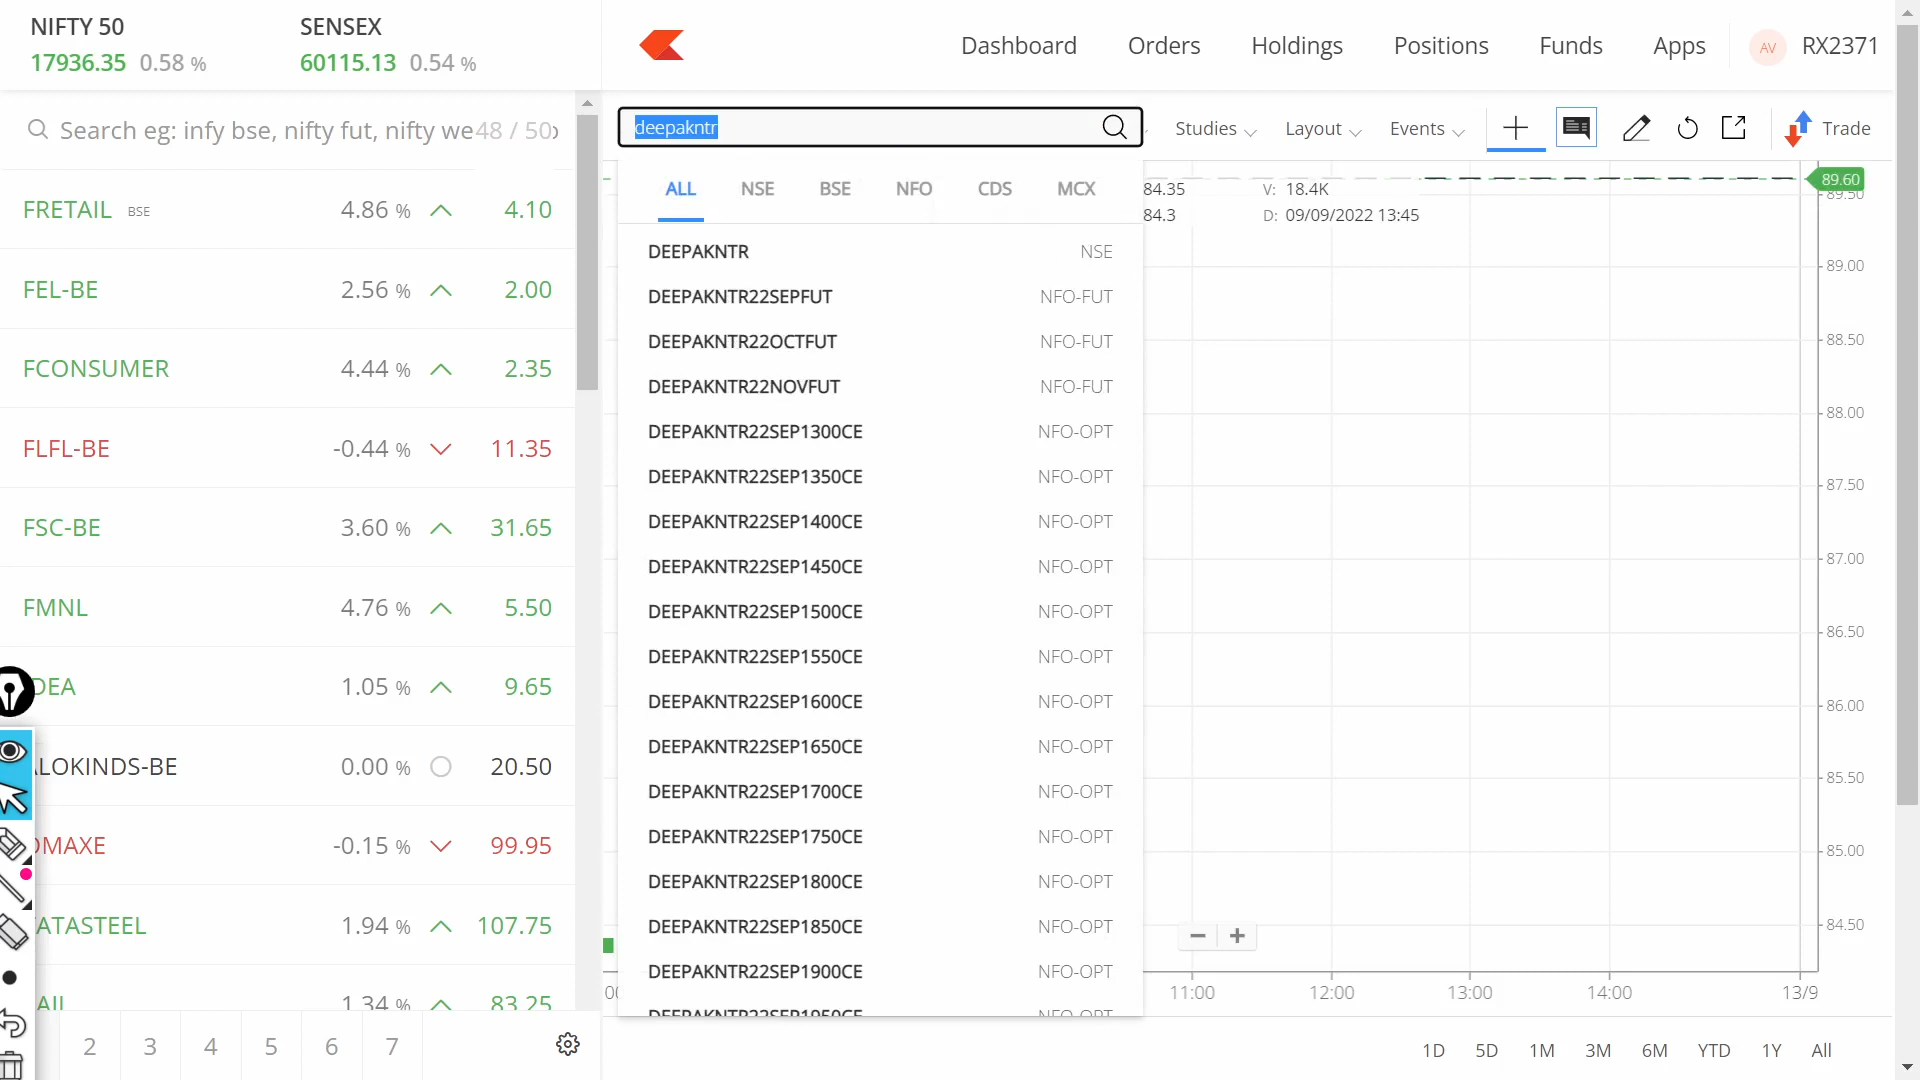 NIFTY 50
17936.35 0.58 %
SENSEX
60115.13 0.54 %
Dashboard Orders Holdings Positions Funds Apps AV RX2371
Search eg: infy bse, nifty fut, nifty we 48 / 50
deepakntr
Studies Layout Events Trade
ALL NSE BSE NFO CDS MCX
84.35 V: 18.4K
84.3 D: 09/09/2022 13:45
FRETAIL BSE 4.86 % 4.10
FEL-BE 2.56 % 2.00
FCONSUMER 4.44 % 2.35
FLFL-BE -0.44 % 11.35
FSC-BE 3.60 % 31.65
FMNL 4.76 % 5.50
DEA 1.05 % 9.65
LOKINDS-BE 0.00 % 20.50
MAXE -0.15 % 99.95
ATASTEEL 1.94 % 107.75
1.34 % 83.25
2 3 4 5 6 7
DEEPAKNTR NSE
DEEPAKNTR22SEPFUT NFO-FUT
DEEPAKNTR22OCTFUT NFO-FUT
DEEPAKNTR22NOVFUT NFO-FUT
DEEPAKNTR22SEP1300CE NFO-OPT
DEEPAKNTR22SEP1350CE NFO-OPT
DEEPAKNTR22SEP1400CE NFO-OPT
DEEPAKNTR22SEP1450CE NFO-OPT
DEEPAKNTR22SEP1500CE NFO-OPT
DEEPAKNTR22SEP1550CE NFO-OPT
DEEPAKNTR22SEP1600CE NFO-OPT
DEEPAKNTR22SEP1650CE NFO-OPT
DEEPAKNTR22SEP1700CE NFO-OPT
DEEPAKNTR22SEP1750CE NFO-OPT
DEEPAKNTR22SEP1800CE NFO-OPT
DEEPAKNTR22SEP1850CE NFO-OPT
DEEPAKNTR22SEP1900CE NFO-OPT
DEEPAKNTR22SEP1950CE NFO-OPT
89.60
89.50
89.00
88.50
88.00
87.50
87.00
86.50
86.00
85.50
85.00
84.50
11:00 12:00 13:00 14:00 13/9
1D 5D 1M 3M 6M YTD 1Y All